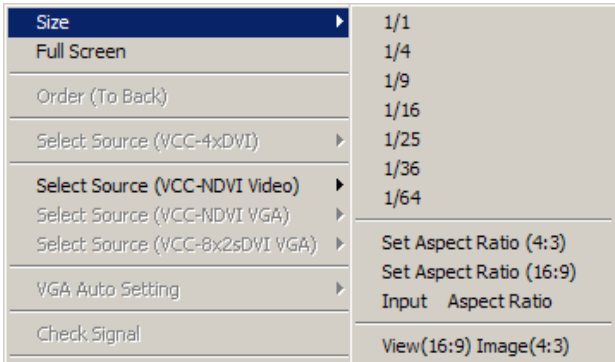 Size
Full Screen
Order (To Back)
Select Source (VCC-4xDVI)
Select Source (VCC-NDVI Video)
Select Source (VCC-NDVI VGA)
Select Source (VCC-8x2sDVI VGA)
VGA Auto Setting
Check Signal
1/1
1/4
1/9
1/16
1/25
1/36
1/64
Set Aspect Ratio (4:3)
Set Aspect Ratio (16:9)
Input Aspect Ratio
View(16:9) Image(4:3)